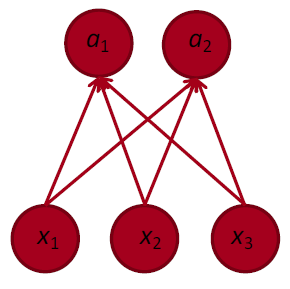 a₁ a₂
x₁ x₂ x₃